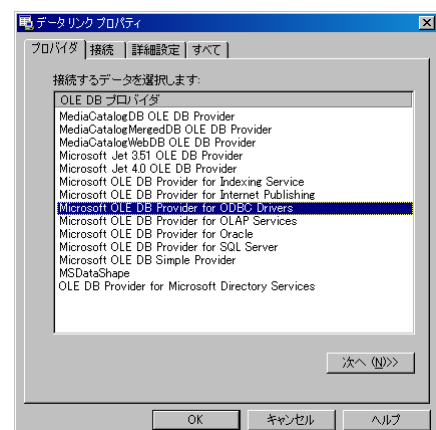 データ リンク プロパティ
プロバイダ 接続 詳細設定 すべて
接続するデータを選択します:
OLE DB プロバイダ
MediaCatalogDB OLE DB Provider
MediaCatalogMergedDB OLE DB Provider
MediaCatalogWebDB OLE DB Provider
Microsoft Jet 3.51 OLE DB Provider
Microsoft Jet 4.0 OLE DB Provider
Microsoft OLE DB Provider for Indexing Service
Microsoft OLE DB Provider for Internet Publishing
Microsoft OLE DB Provider for ODBC Drivers
Microsoft OLE DB Provider for OLAP Services
Microsoft OLE DB Provider for Oracle
Microsoft OLE DB Provider for SQL Server
Microsoft OLE DB Simple Provider
MSDataShape
OLE DB Provider for Microsoft Directory Services
次へ (N)>>
OK キャンセル ヘルプ